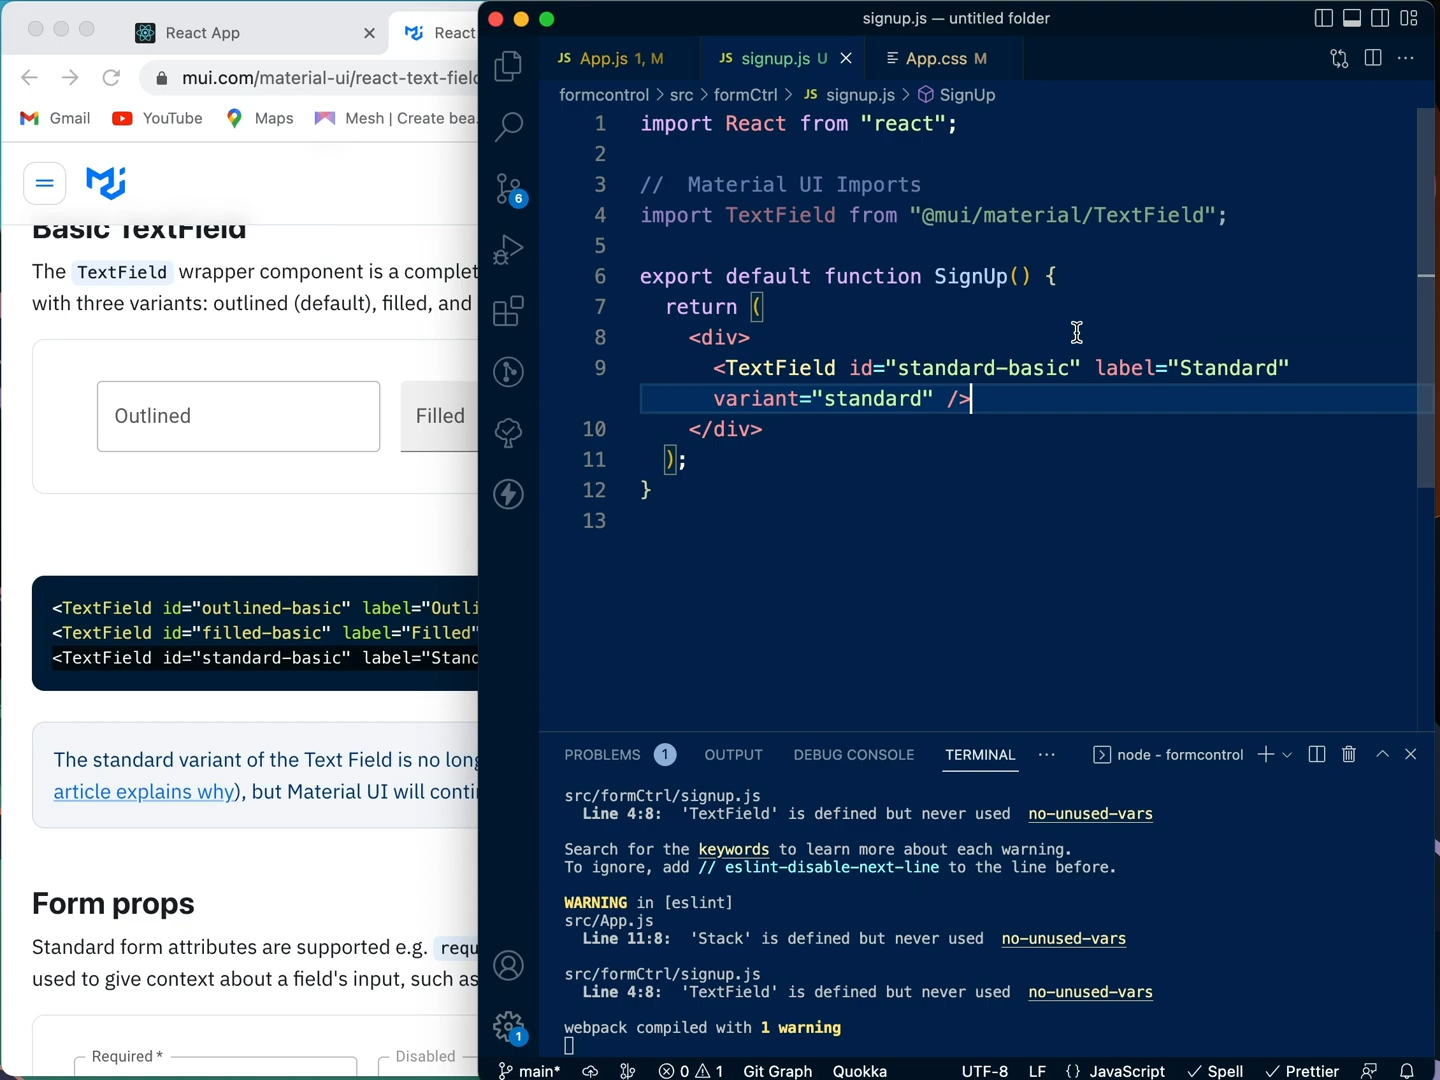 React App
React
mui.com/material-ui/react-text-fiel
Gmail
YouTube
Maps
Mesh | Create bea
Basic TextField
The TextField wrapper component is a complet
with three variants: outlined (default), filled, and
Outlined
Filled
<TextField id="outlined-basic" label="Outli
<TextField id="filled-basic" label="Filled"
<TextField id="standard-basic" label="Stand
The standard variant of the Text Field is no long
article explains why), but Material UI will conti
Form props
Standard form attributes are supported e.g. requ
used to give context about a field's input, such as
Required *
Disabled
signup.js — untitled folder
JS App.js 1, M
JS signup.js U
App.css M
formcontrol > src > formCtrl > JS signup.js > SignUp
1 import React from "react";
2
3 //  Material UI Imports
4 import TextField from "@mui/material/TextField";
5
6 export default function SignUp() {
7 return (
8 <div>
9 <TextField id="standard-basic" label="Standard"
variant="standard" />
10 </div>
11 );
12 }
13
6
1
PROBLEMS 1
OUTPUT
DEBUG CONSOLE
TERMINAL
node - formcontrol
src/formCtrl/signup.js
Line 4:8:  'TextField' is defined but never used  no-unused-vars
Search for the keywords to learn more about each warning.
To ignore, add // eslint-disable-next-line to the line before.
WARNING in [eslint]
src/App.js
Line 11:8:  'Stack' is defined but never used  no-unused-vars
src/formCtrl/signup.js
Line 4:8:  'TextField' is defined but never used  no-unused-vars
webpack compiled with 1 warning
main*
0
1
Git Graph
Quokka
UTF-8
LF
{} JavaScript
Spell
Prettier